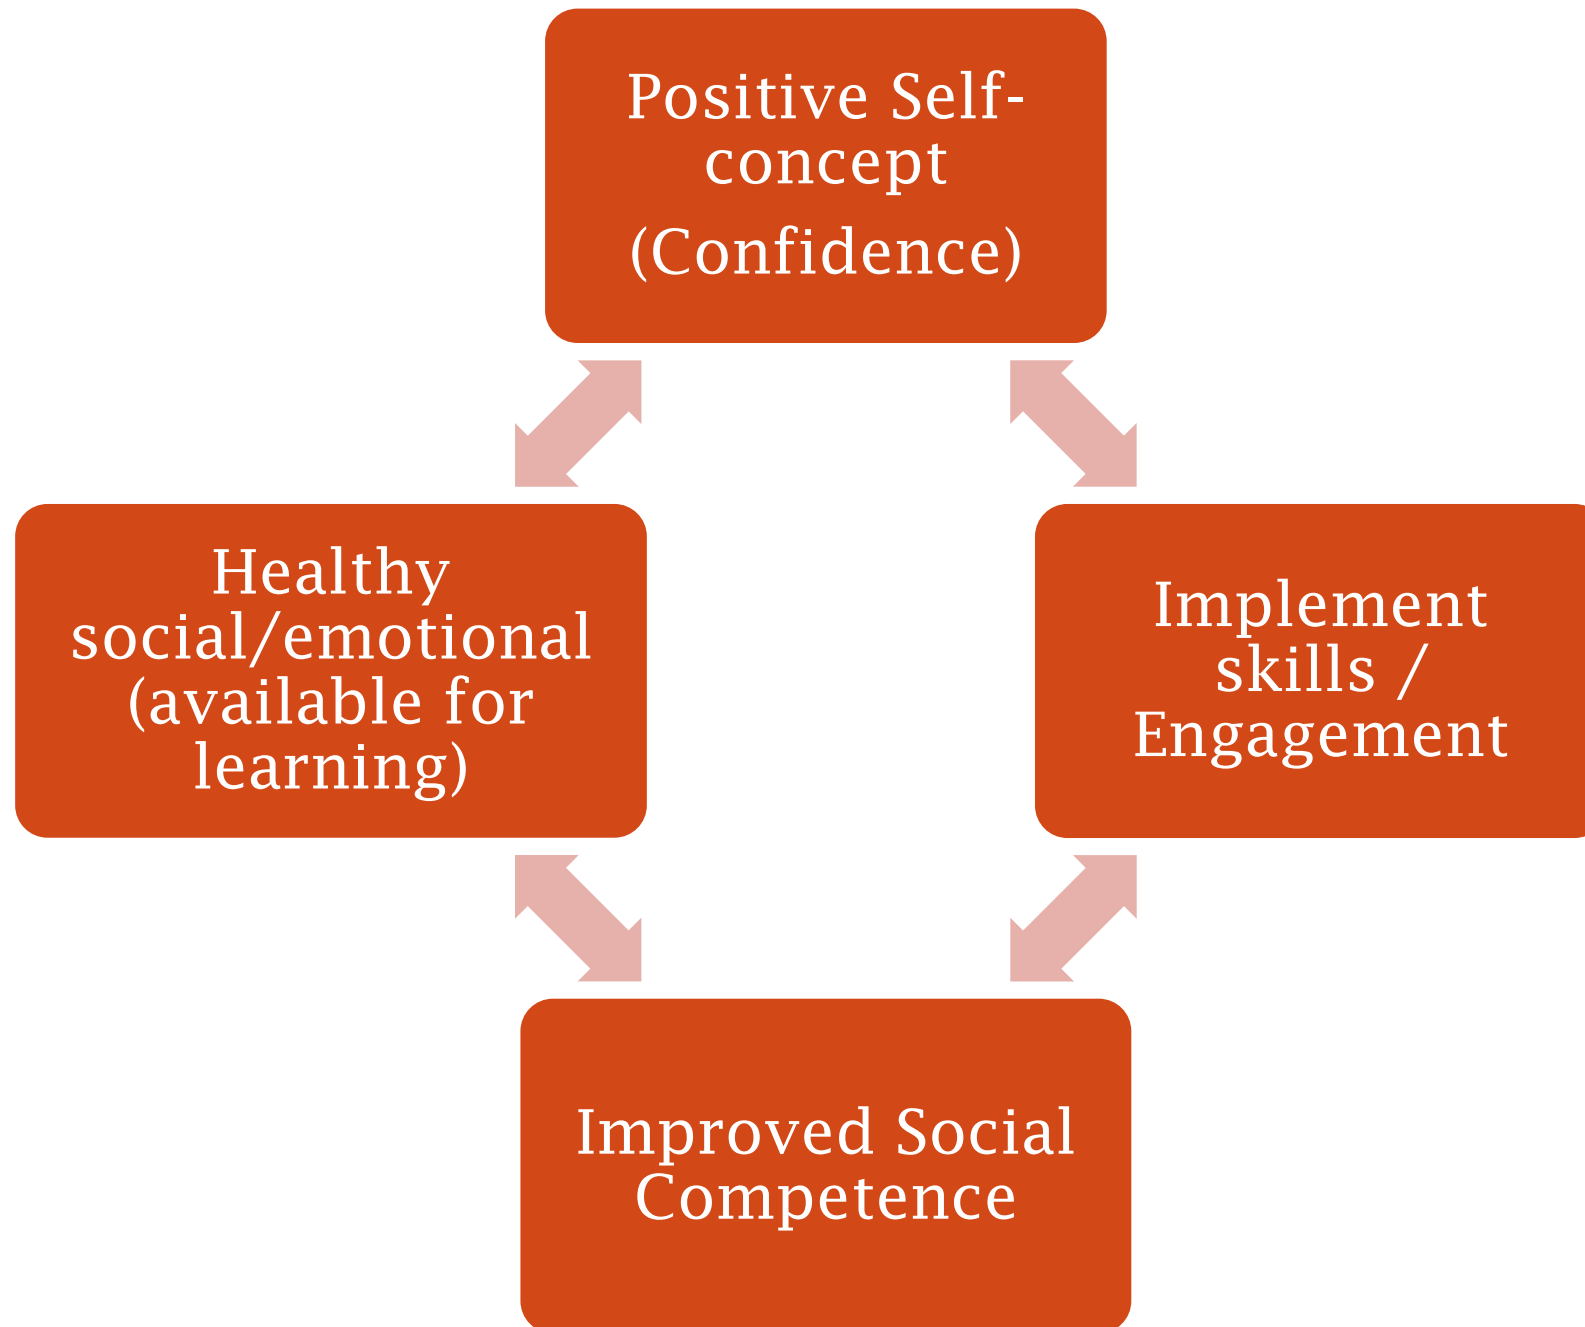 Positive Self-
concept
(Confidence)
Healthy
social/emotional
(available for
learning)
Implement
skills /
Engagement
Improved Social
Competence